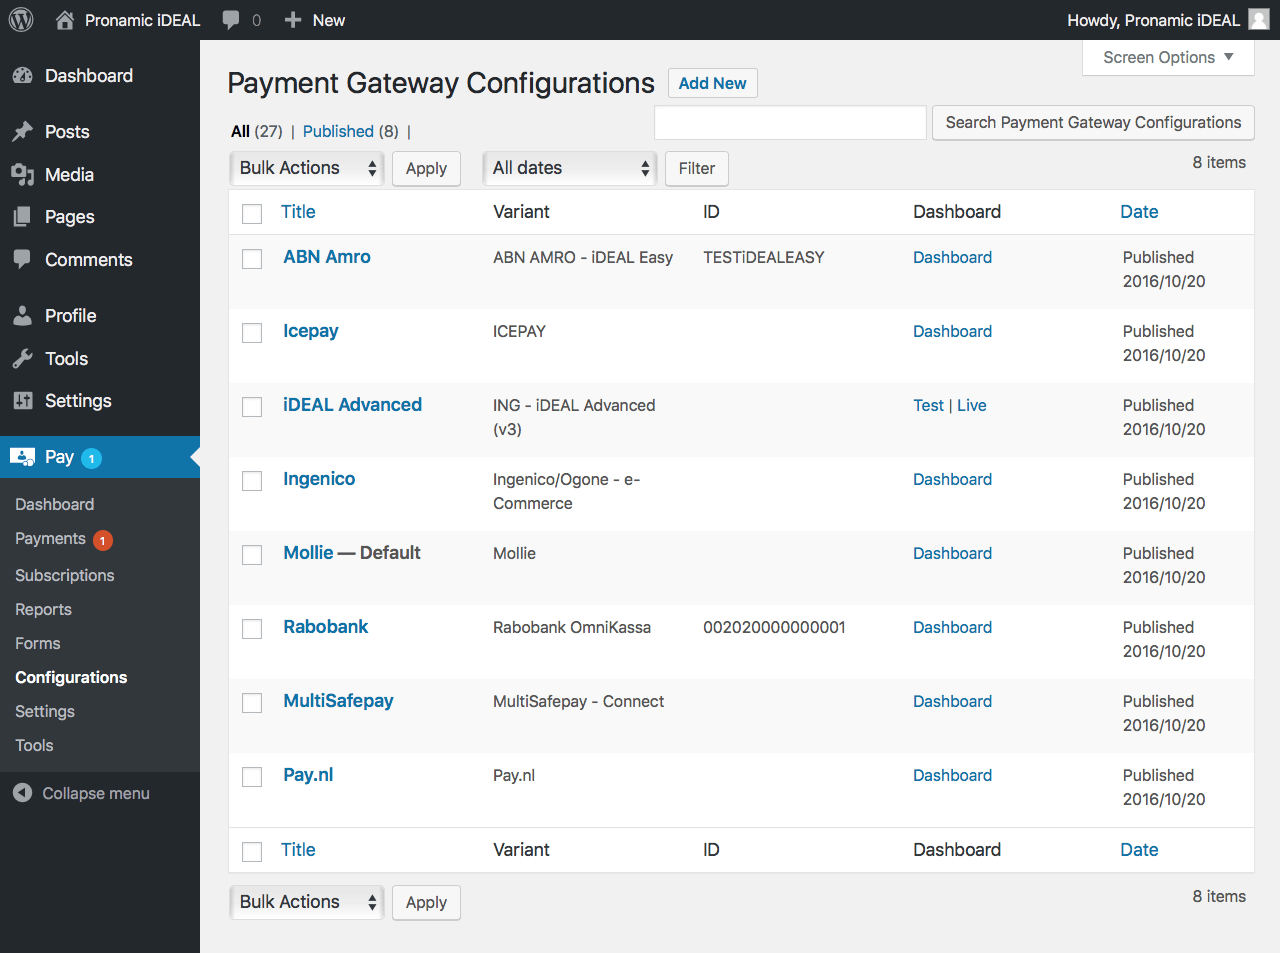 Pronamic iDEAL 0 New Howdy, Pronamic iDEAL
Screen Options
Dashboard
Posts
Media
Pages
Comments
Profile
Tools
Settings
Pay 1
Dashboard
Payments 1
Subscriptions
Reports
Forms
Configurations
Settings
Tools
Collapse menu
Payment Gateway Configurations Add New
All (27) | Published (8) |
Search Payment Gateway Configurations
Bulk Actions Apply All dates Filter 8 items
Title Variant ID Dashboard Date
ABN Amro ABN AMRO - iDEAL Easy TESTiDEALEASY Dashboard Published
2016/10/20
Icepay ICEPAY Dashboard Published
2016/10/20
iDEAL Advanced ING - iDEAL Advanced Test | Live Published
(v3) 2016/10/20
Ingenico Ingenico/Ogone - e- Dashboard Published
Commerce 2016/10/20
Mollie — Default Mollie Dashboard Published
2016/10/20
Rabobank Rabobank OmniKassa 002020000000001 Dashboard Published
2016/10/20
MultiSafepay MultiSafepay - Connect Dashboard Published
2016/10/20
Pay.nl Pay.nl Dashboard Published
2016/10/20
Title Variant ID Dashboard Date
Bulk Actions Apply 8 items